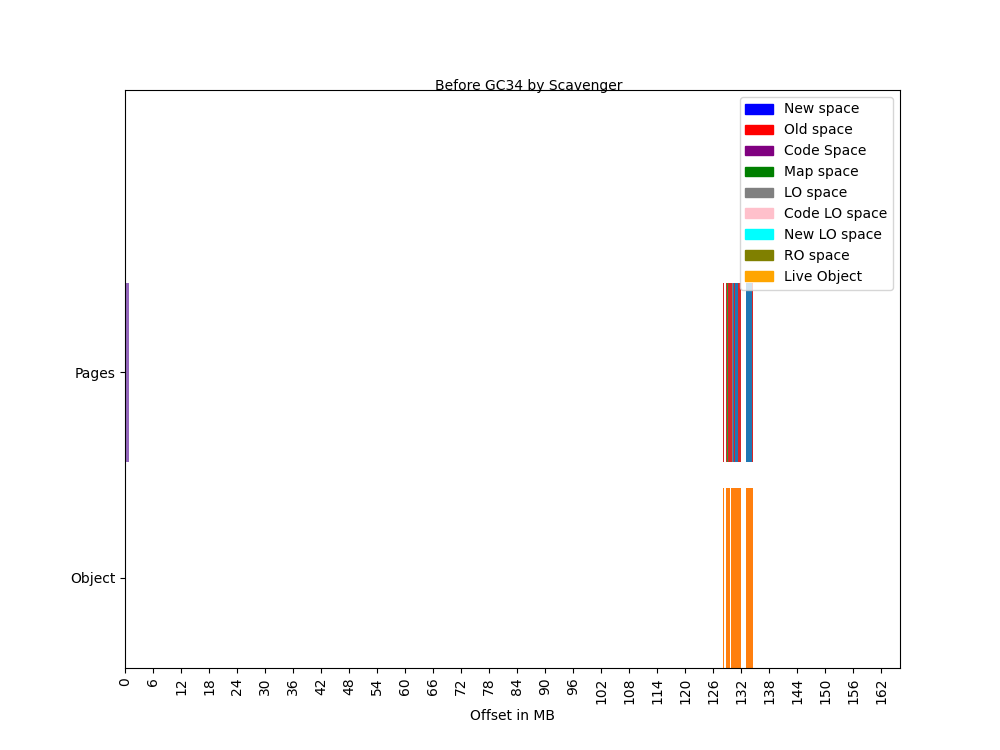 Before GC34 by Scavenger
New space
Old space
Code Space
Map space
LO space
Code LO space
New LO space
RO space
Live Object
Pages
Object
0 6 12 18 24 30 36 42 48 54 60 66 72 78 84 90 96 102 108 114 120 126 132 138 144 150 156 162
Offset in MB